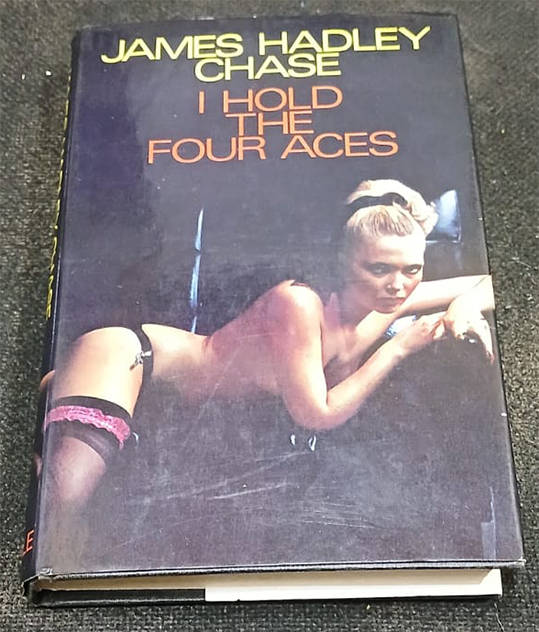 JAMES HADLEY
CHASE
I HOLD
THE
FOUR ACES